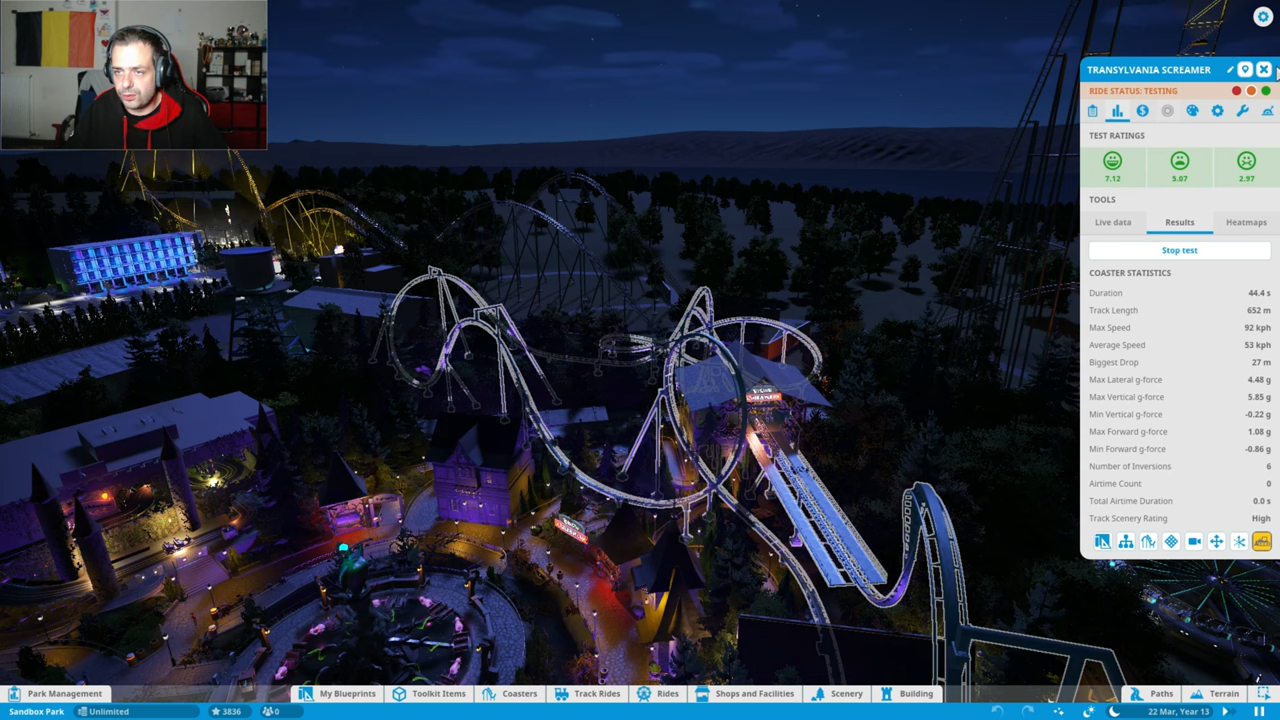 TRANSYLVANIA SCREAMER
RIDE STATUS: TESTING
TEST RATINGS
7.12 5.07 2.97
TOOLS
Live data Results Heatmaps
Stop test
COASTER STATISTICS
Duration 44.4 s
Track Length 652 m
Max Speed 92 kph
Average Speed 53 kph
Biggest Drop 27 m
Max Lateral g-force 4.48 g
Max Vertical g-force 5.85 g
Min Vertical g-force -0.22 g
Max Forward g-force 1.08 g
Min Forward g-force -0.86 g
Number of Inversions 6
Airtime Count 0
Total Airtime Duration 0.0 s
Track Scenery Rating High
Park Management My Blueprints Toolkit Items Coasters Track Rides Rides Shops and Facilities Scenery Building Paths Terrain
Sandbox Park Unlimited 3836 0 22 Mar, Year 13